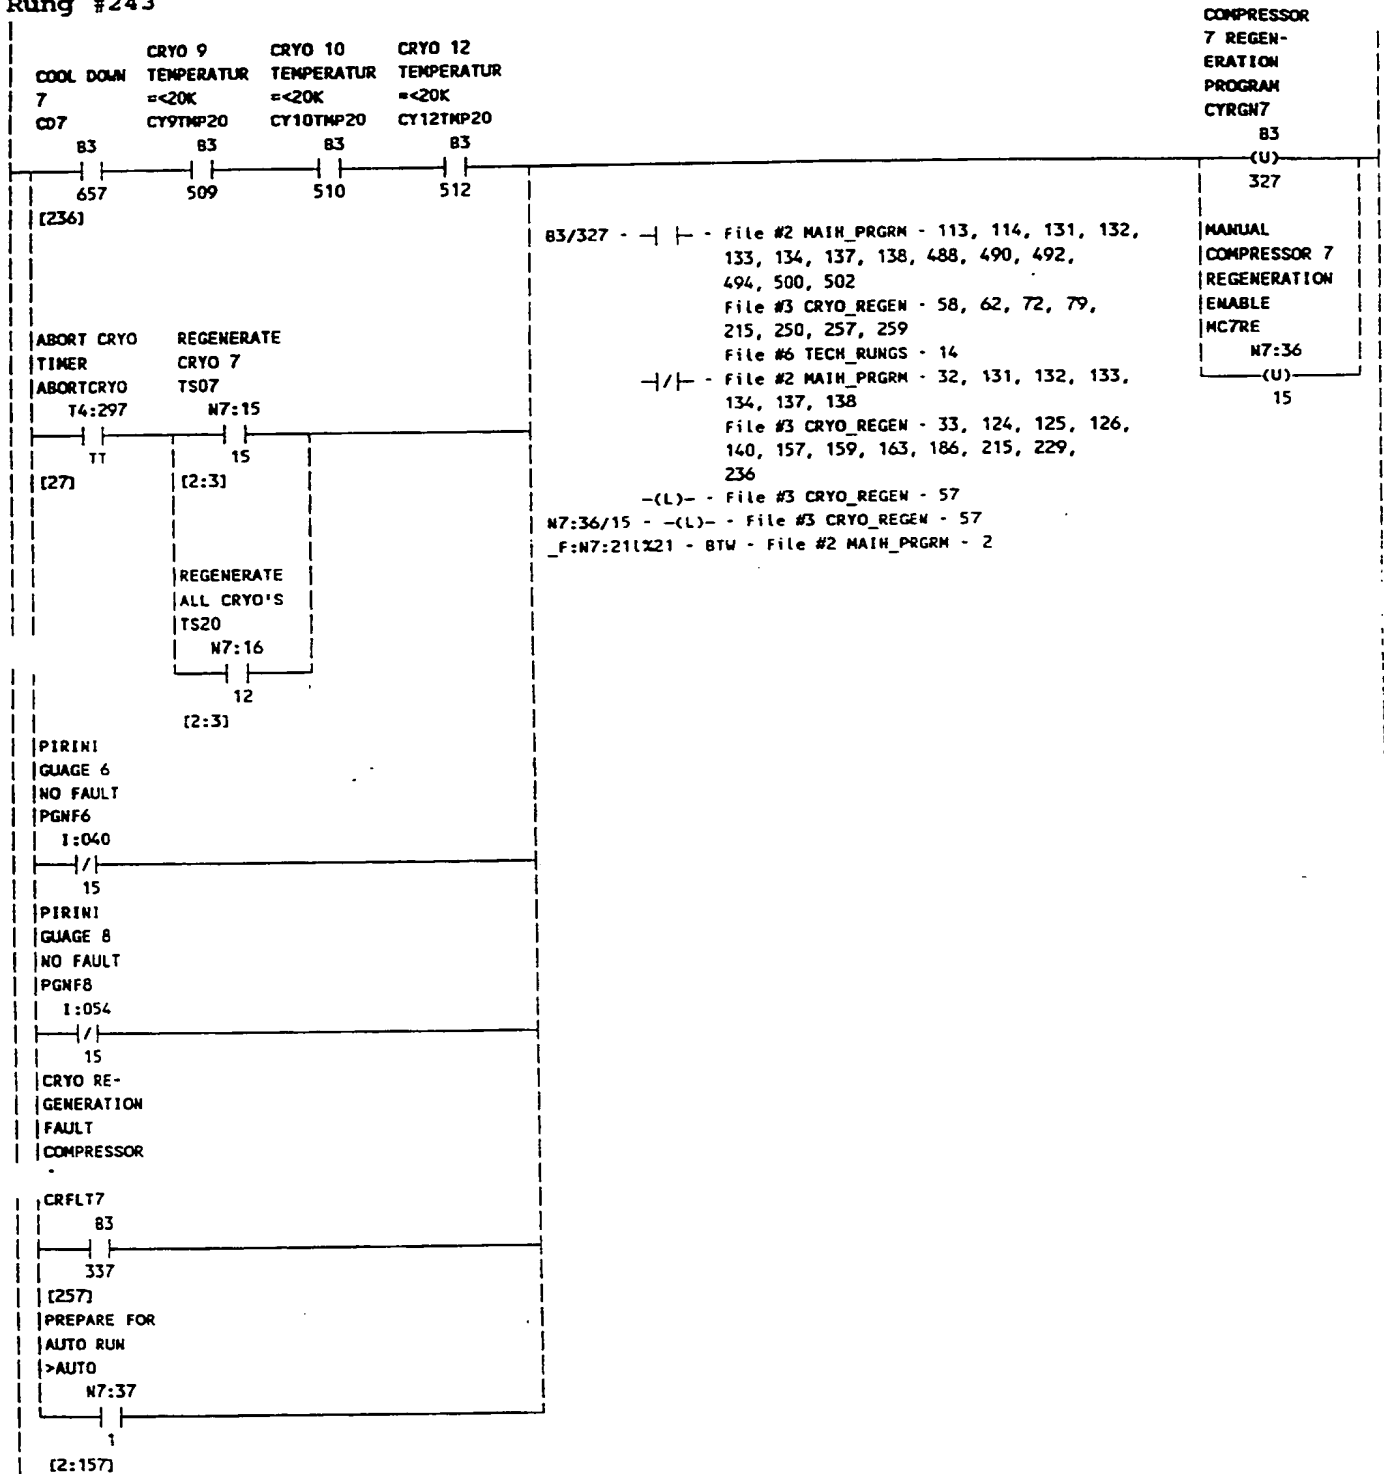 Rung #243
COOL DOWN
7
CD7
B3
657
[236]
CRYO 9
TEMPERATUR
=<20K
CY9TMP20
B3
509
CRYO 10
TEMPERATUR
=<20K
CY10TMP20
B3
510
CRYO 12
TEMPERATUR
=<20K
CY12TMP20
B3
512
COMPRESSOR
7 REGEN-
ERATION
PROGRAM
CYRGN7
B3
(U)
327
MANUAL
COMPRESSOR 7
REGENERATION
ENABLE
MC7RE
N7:36
(U)
15
B3/327 - -| |- - File #2 MAIN_PRGRM - 113, 114, 131, 132,
133, 134, 137, 138, 488, 490, 492,
494, 500, 502
File #3 CRYO_REGEN - 58, 62, 72, 79,
215, 250, 257, 259
File #6 TECH_RUNGS - 14
-|/|- - File #2 MAIN_PRGRM - 32, 131, 132, 133,
134, 137, 138
File #3 CRYO_REGEN - 33, 124, 125, 126,
140, 157, 159, 163, 186, 215, 229,
236
-(L)- - File #3 CRYO_REGEN - 57
N7:36/15 - -(L)- - File #3 CRYO_REGEN - 57
_F:N7:21[%21 - BTW - File #2 MAIN_PRGRM - 2
ABORT CRYO
TIMER
ABORTCRYO
T4:297
TT
[27]
REGENERATE
CRYO 7
TS07
N7:15
15
[2:3]
REGENERATE
ALL CRYO'S
TS20
N7:16
12
[2:3]
PIRINI
GUAGE 6
NO FAULT
PGNF6
I:040
15
PIRINI
GUAGE 8
NO FAULT
PGNF8
I:054
15
CRYO RE-
GENERATION
FAULT
COMPRESSOR
CRFLT7
B3
337
[257]
PREPARE FOR
AUTO RUN
>AUTO
N7:37
1
[2:157]